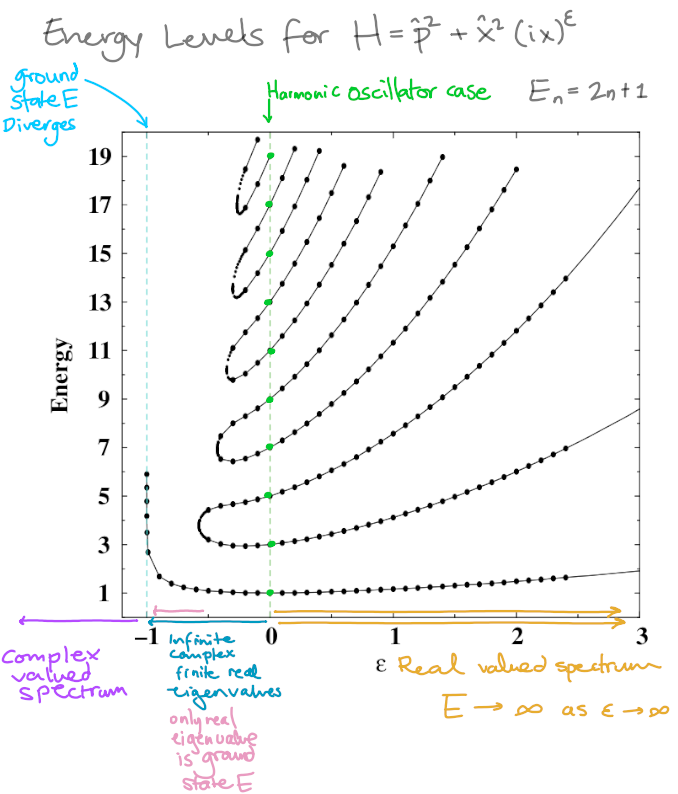 Energy Levels for H = p̂² + x̂² (ix)^ε
ground
state E
Diverges
Harmonic oscillator case
Eₙ = 2n+1
19
17
15
13
11
9
7
5
3
1
Energy
−1
0
1
2
3
ε
Complex
valued
spectrum
Infinite
complex
finite real
eigenvalues
only real
eigenvalue
is ground
state E
Real valued spectrum
E → ∞ as ε → ∞